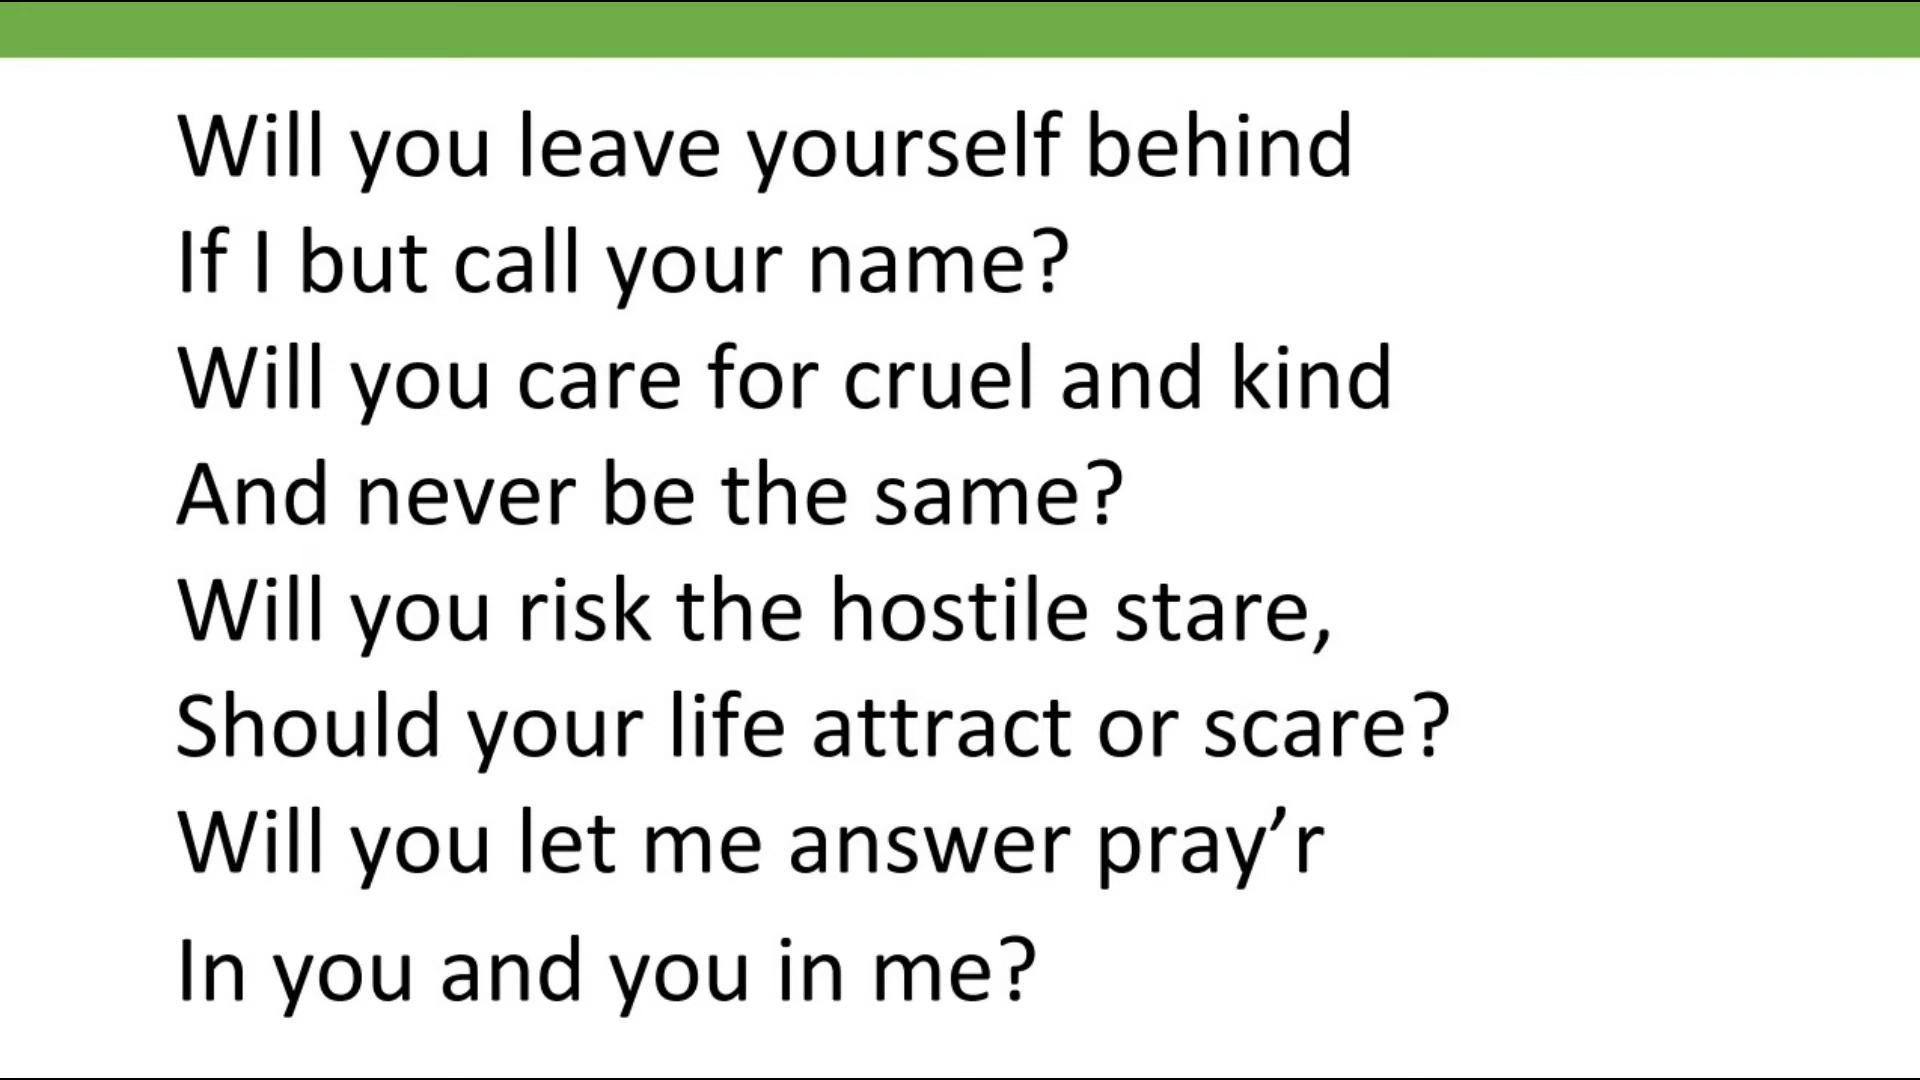 Will you leave yourself behind
If I but call your name?
Will you care for cruel and kind
And never be the same?
Will you risk the hostile stare,
Should your life attract or scare?
Will you let me answer pray’r
In you and you in me?